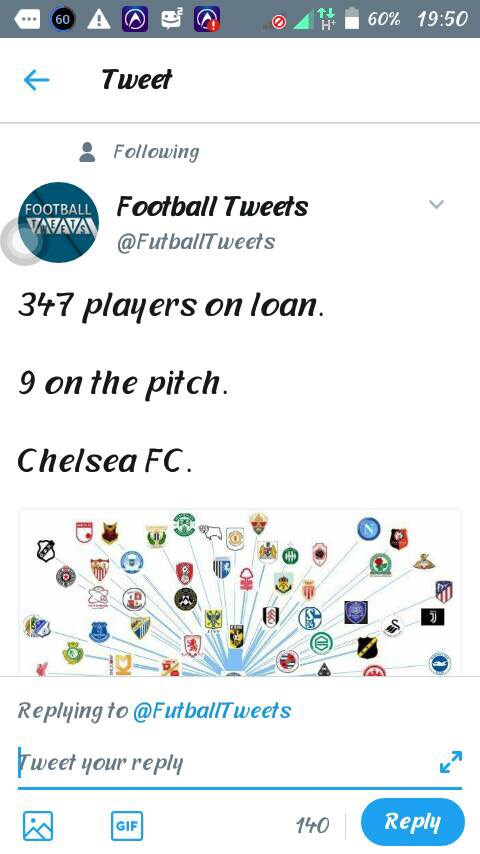 60 60% 19:50
H+
Tweet
Following
FOOTBALL
TWEETS
Football Tweets
@FutballTweets
347 players on loan.
9 on the pitch.
Chelsea FC.
Replying to @FutballTweets
Tweet your reply
GIF 140 Reply